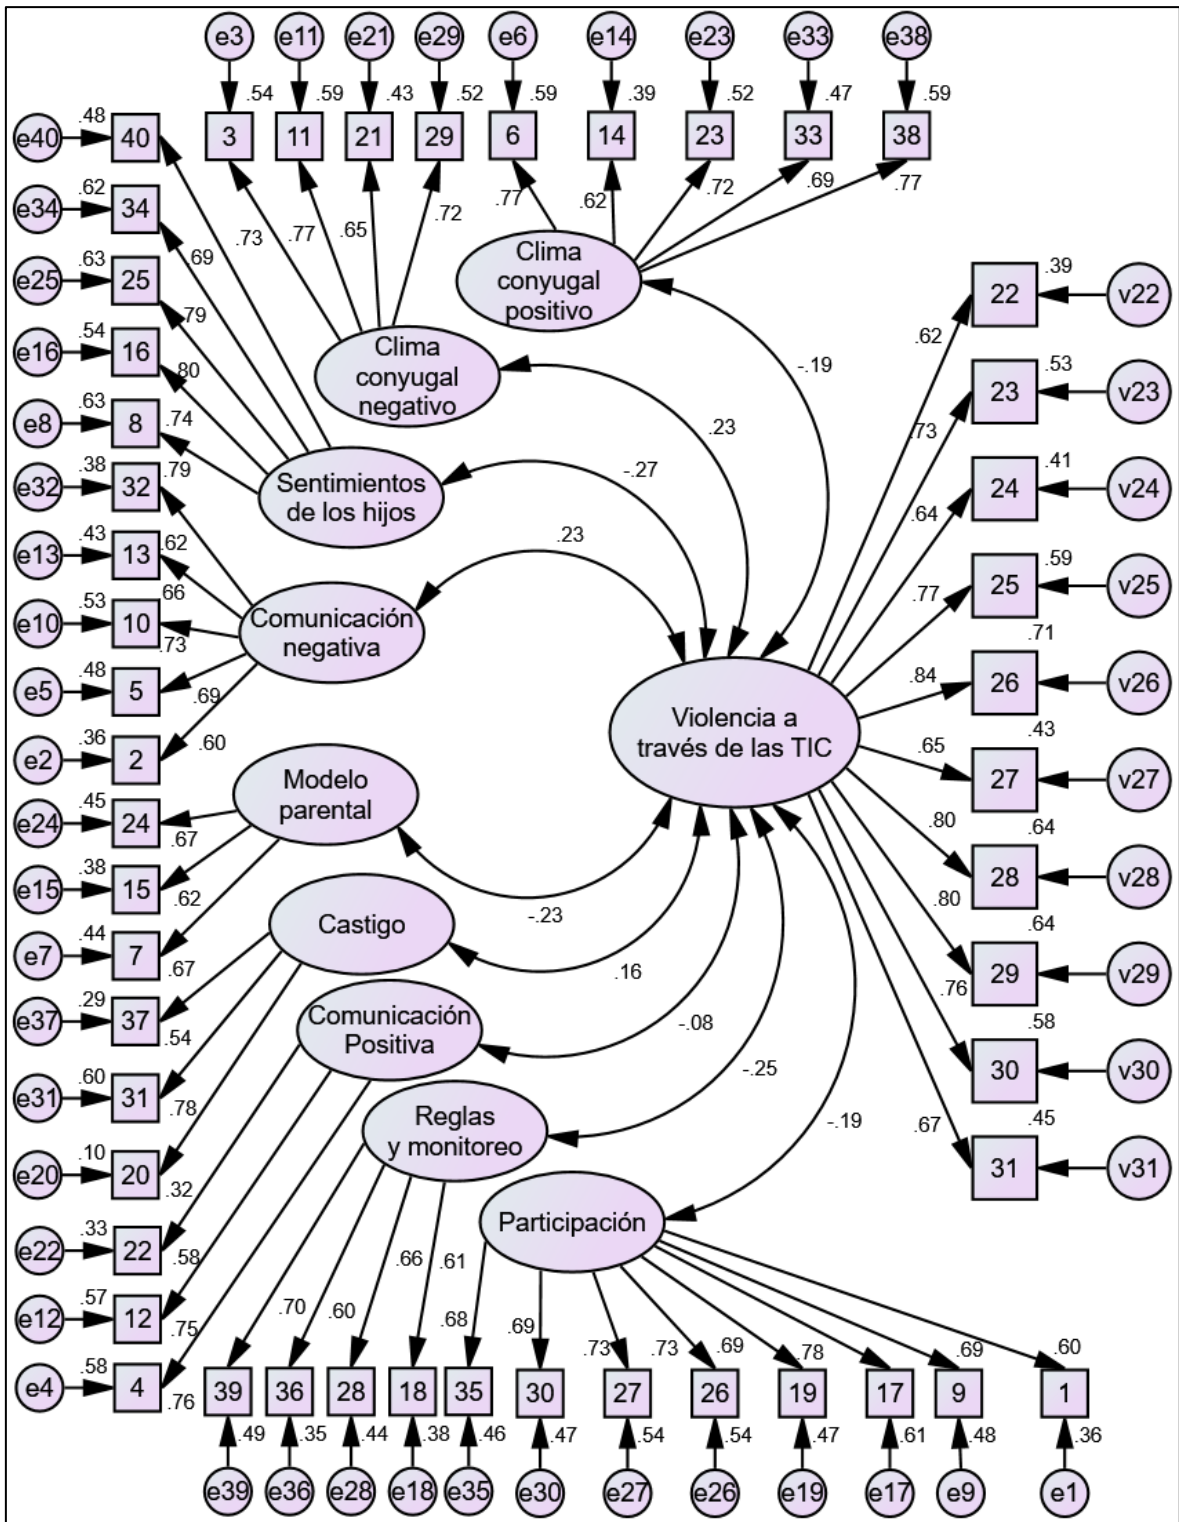 e3 e11 e21 e29 e6 e14 e23 e33 e38
.54 .59 .43 .52 .59 .39 .52 .47 .59
3 11 21 29 6 14 23 33 38
.73 .77 .65 .72 .77 .62 .72 .69 .77
e40 .48 40
e34 .62 34 .69
e25 .63 25 .79
e16 .54 16 .80
e8 .63 8 .74
e32 .38 32 .79
e13 .43 13 .62
e10 .53 10 .66
e5 .48 5 .73
.69
e2 .36 2 .60
e24 .45 24 .67
e15 .38 15 .62
e7 .44 7 .67
e37 .29 37 .54
e31 .60 31 .78
e20 .10 20 .32
e22 .33 22 .58
e12 .57 12 .75
e4 .58 4 .76
Clima
conyugal
positivo
-.19
Clima
conyugal
negativo
.23
Sentimientos
de los hijos
-.27
Comunicación
negativa
.23
Modelo
parental
-.23
Castigo
.16
Comunicación
Positiva
-.08
Reglas
y monitoreo
-.25
Participación
-.19
Violencia a
través de las TIC
.62 22 .39 v22
.73 23 .53 v23
.64 24 .41 v24
.77 25 .59 v25
.84 26 .71 v26
.65 27 .43 v27
.80 28 .64 v28
.80 29 .64 v29
.76 30 .58 v30
.67 31 .45 v31
.70 .60 .66 .61 .68 .69 .73 .73 .69 .78 .69 .60
39 36 28 18 35 30 27 26 19 17 9 1
.49 .35 .44 .38 .46 .47 .54 .54 .47 .61 .48 .36
e39 e36 e28 e18 e35 e30 e27 e26 e19 e17 e9 e1